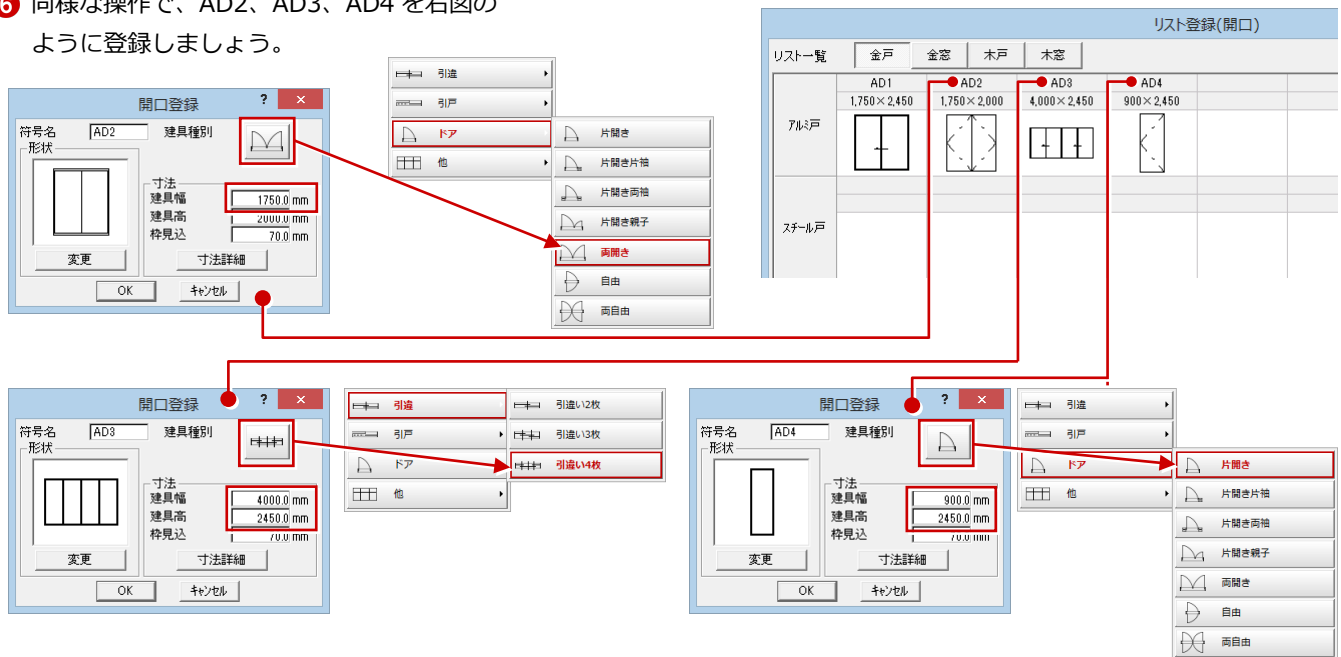 6 同様な操作で、AD2、AD3、AD4 を右図の
ように登録しましょう。
リスト登録(開口)
リスト一覧 金戸 金窓 木戸 木窓
AD1 AD2 AD3 AD4
1,750×2,450 1,750×2,000 4,000×2,450 900×2,450
アルミ戸
スチール戸
開口登録 ? ×
符号名 AD2 建具種別
形状
寸法
建具幅 1750.0 mm
建具高 2000.0 mm
枠見込 70.0 mm
変更 寸法詳細
OK キャンセル
引違
引戸
ドア
他
片開き
片開き片袖
片開き両袖
片開き親子
両開き
自由
両自由
開口登録 ? ×
符号名 AD3 建具種別
形状
寸法
建具幅 4000.0 mm
建具高 2450.0 mm
枠見込 70.0 mm
変更 寸法詳細
OK キャンセル
引違
引戸
ドア
他
引違い2枚
引違い3枚
引違い4枚
開口登録 ? ×
符号名 AD4 建具種別
形状
寸法
建具幅 900.0 mm
建具高 2450.0 mm
枠見込 70.0 mm
変更 寸法詳細
OK キャンセル
引違
引戸
ドア
他
片開き
片開き片袖
片開き両袖
片開き親子
両開き
自由
両自由